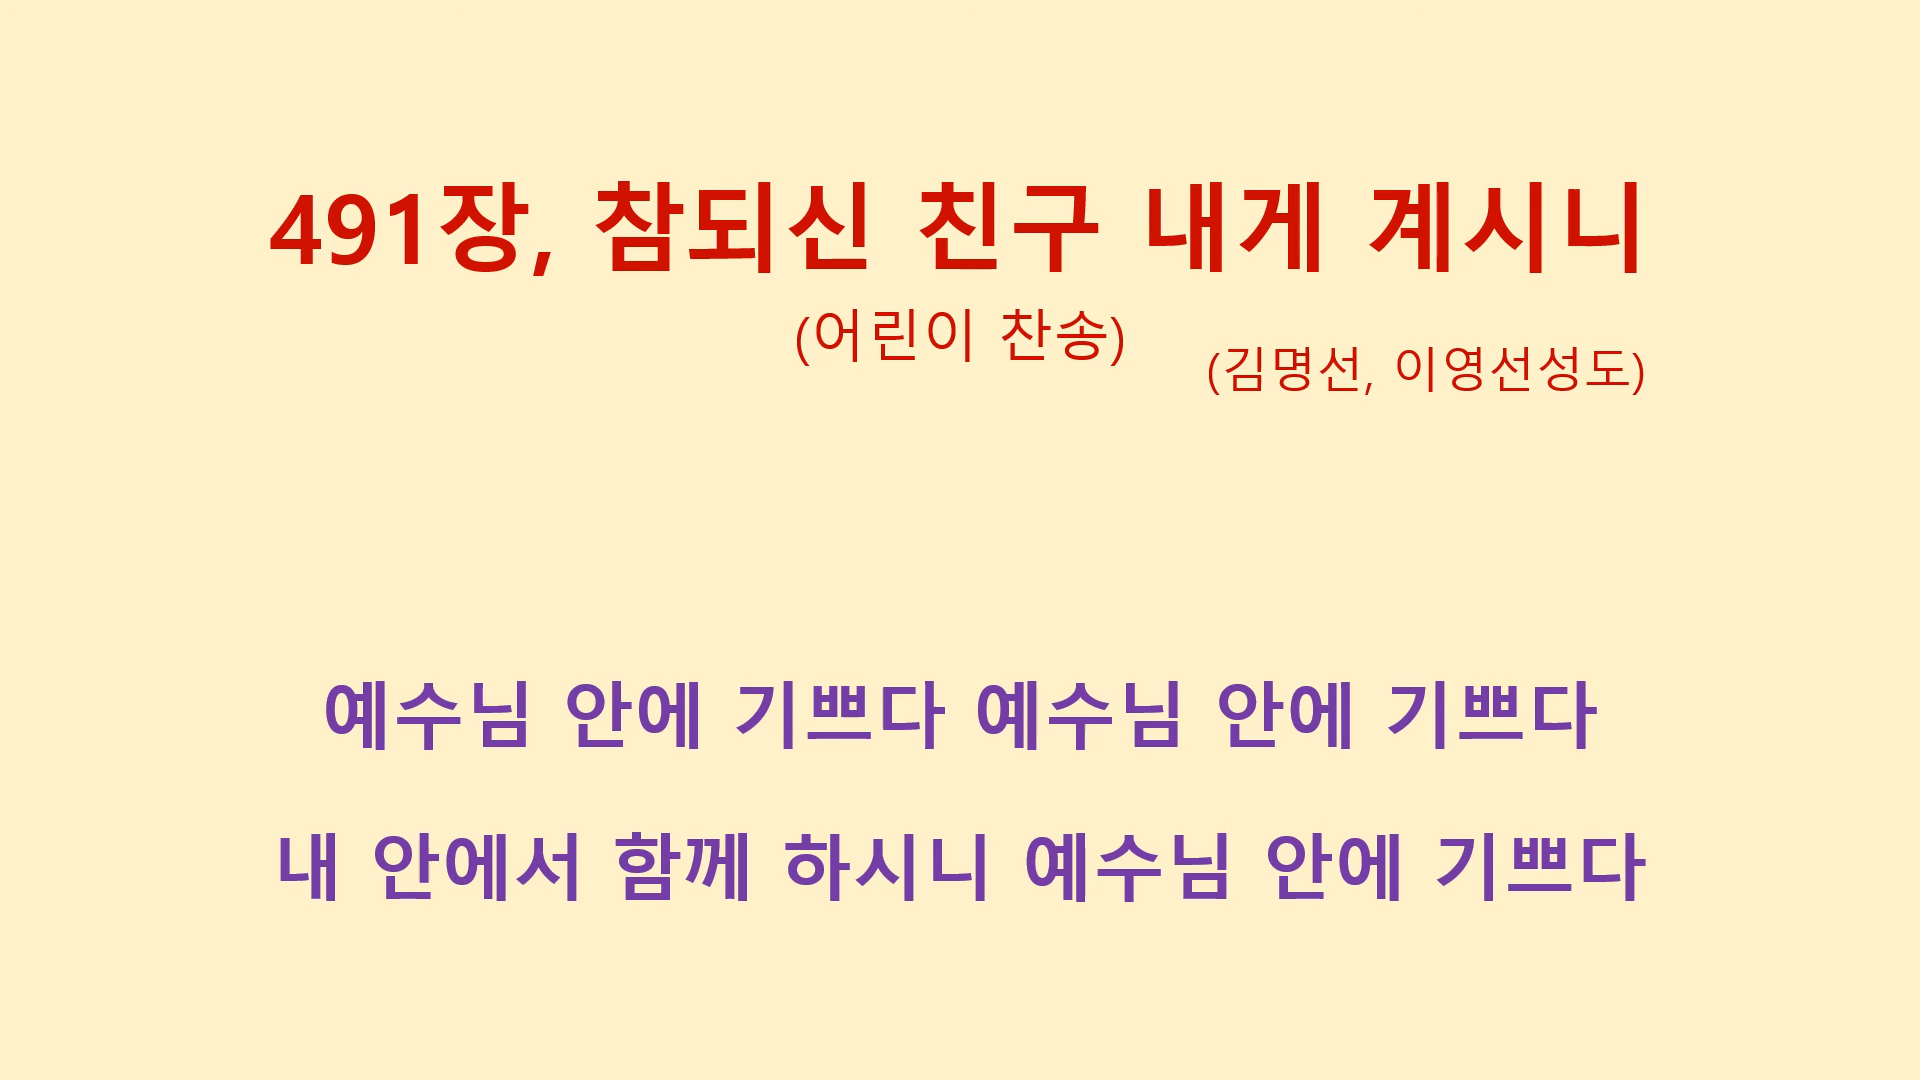 491장, 참되신 친구 내게 계시니
(어린이 찬송)
(김명선, 이영선성도)
예수님 안에 기쁘다 예수님 안에 기쁘다
내 안에서 함께 하시니 예수님 안에 기쁘다